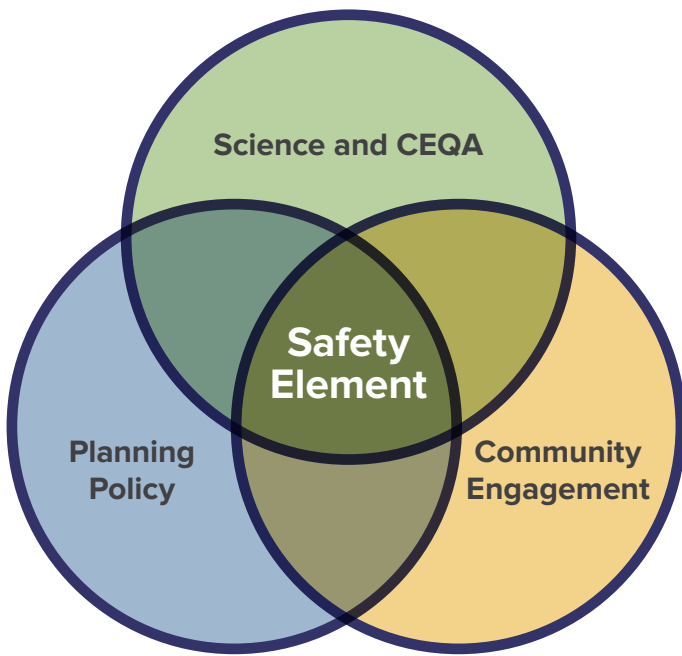 Science and CEQA
Safety
Element
Planning
Policy
Community
Engagement